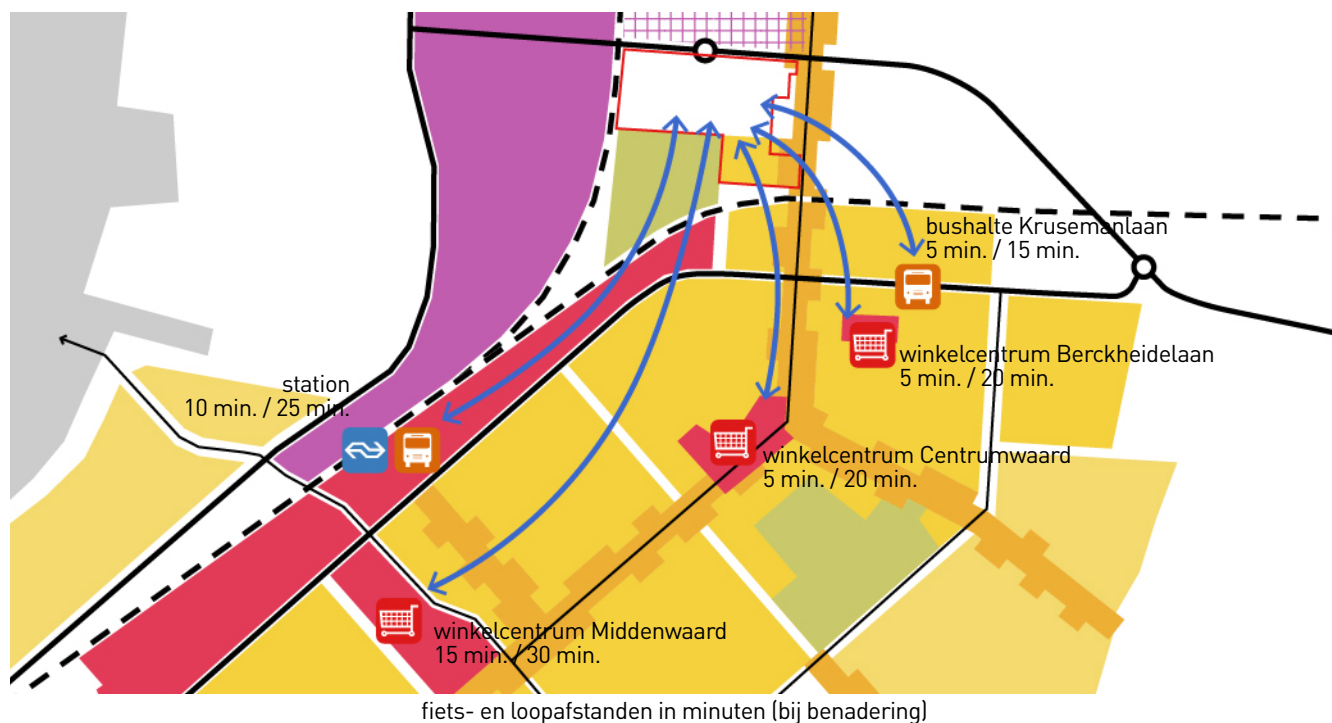 bushalte Krusemanlaan
5 min. / 15 min.
winkelcentrum Berckheidelaan
5 min. / 20 min.
station
10 min. / 25 min.
winkelcentrum Centrumwaard
5 min. / 20 min.
winkelcentrum Middenwaard
15 min. / 30 min.
fiets- en loopafstanden in minuten (bij benadering)